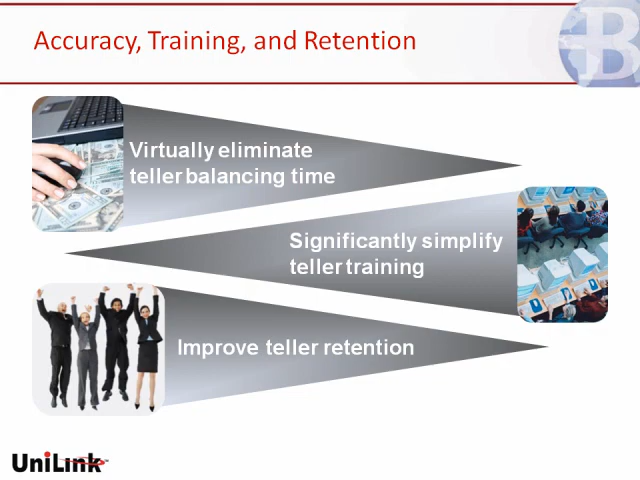 Accuracy, Training, and Retention
B
Virtually eliminate
teller balancing time
Significantly simplify
teller training
Improve teller retention
UniLink